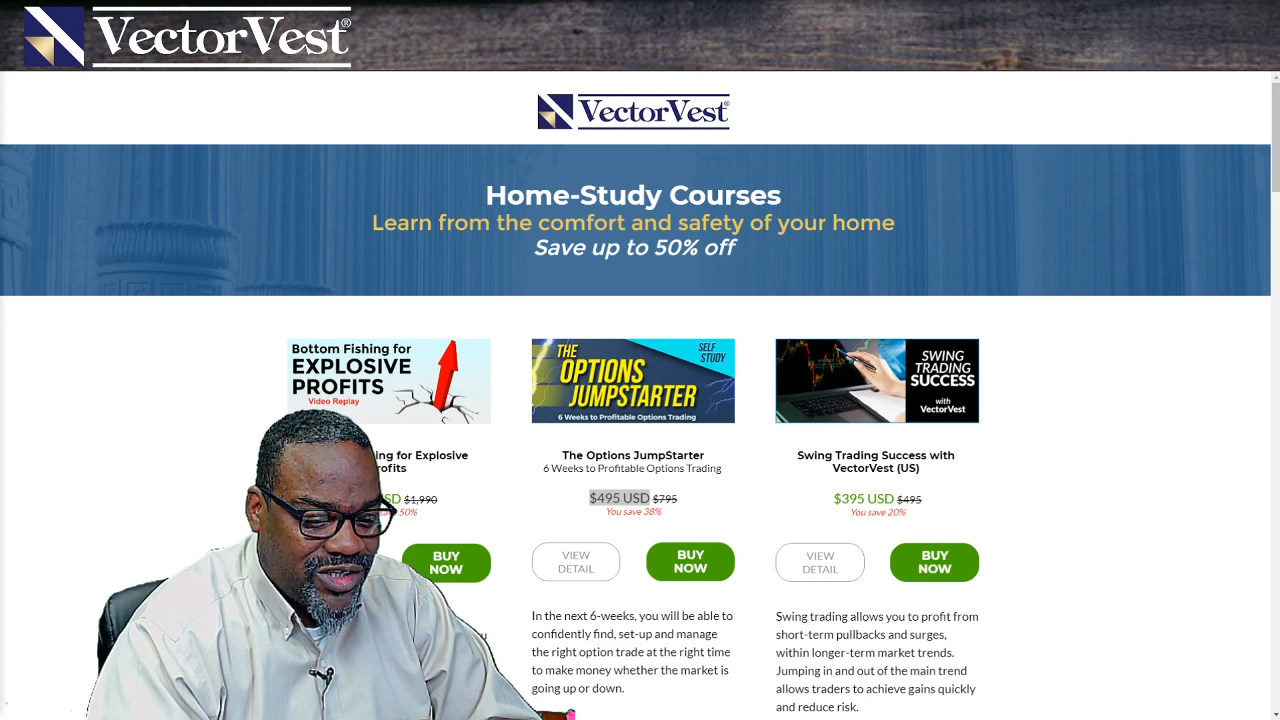 VectorVest®
VectorVest®
Home-Study Courses
Learn from the comfort and safety of your home
Save up to 50% off
Bottom Fishing for
EXPLOSIVE
PROFITS
Video Replay
ing for Explosive
rofits
SD $1,990
50%
BUY
NOW
THE
OPTIONS
JUMPSTARTER
SELF
STUDY
6 Weeks to Profitable Options Trading
The Options JumpStarter
6 Weeks to Profitable Options Trading
$495 USD $795
You save 38%
VIEW
DETAIL
BUY
NOW
In the next 6-weeks, you will be able to
confidently find, set-up and manage
the right option trade at the right time
to make money whether the market is
going up or down.
SWING
TRADING
SUCCESS
with
VectorVest
Swing Trading Success with
VectorVest (US)
$395 USD $495
You save 20%
VIEW
DETAIL
BUY
NOW
Swing trading allows you to profit from
short-term pullbacks and surges,
within longer-term market trends.
Jumping in and out of the main trend
allows traders to achieve gains quickly
and reduce risk.